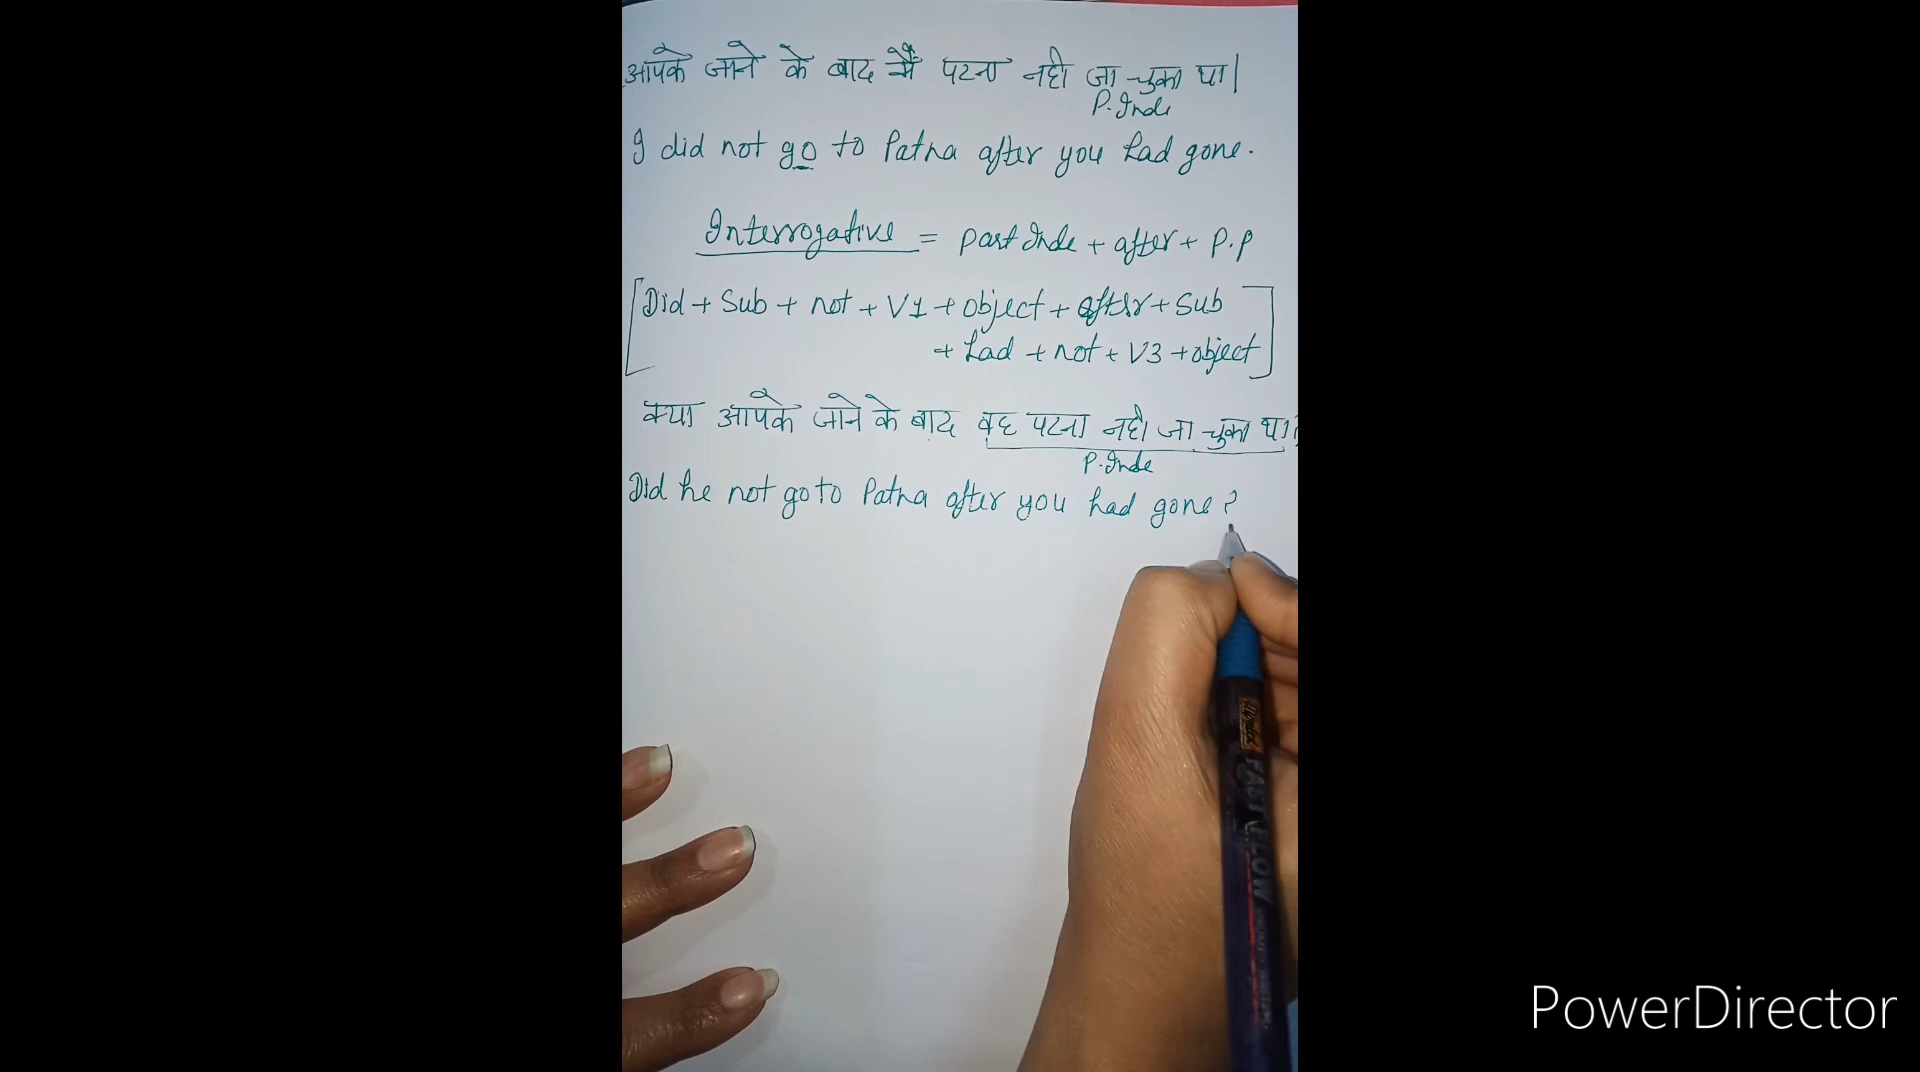 आपके जाने के बाद मैं पटना नही जा चुका था|
P. Inde
I did not go to Patna after you had gone.
Interrogative = Past Inde + after + P.P
[Did + Sub + not + V1 + object + after + Sub
+ had + not + V3 + object]
क्या आपके जाने के बाद वह पटना नही जा चुका था?
P. Inde
Did he not go to Patna after you had gone?
FAST FLOW
PowerDirector